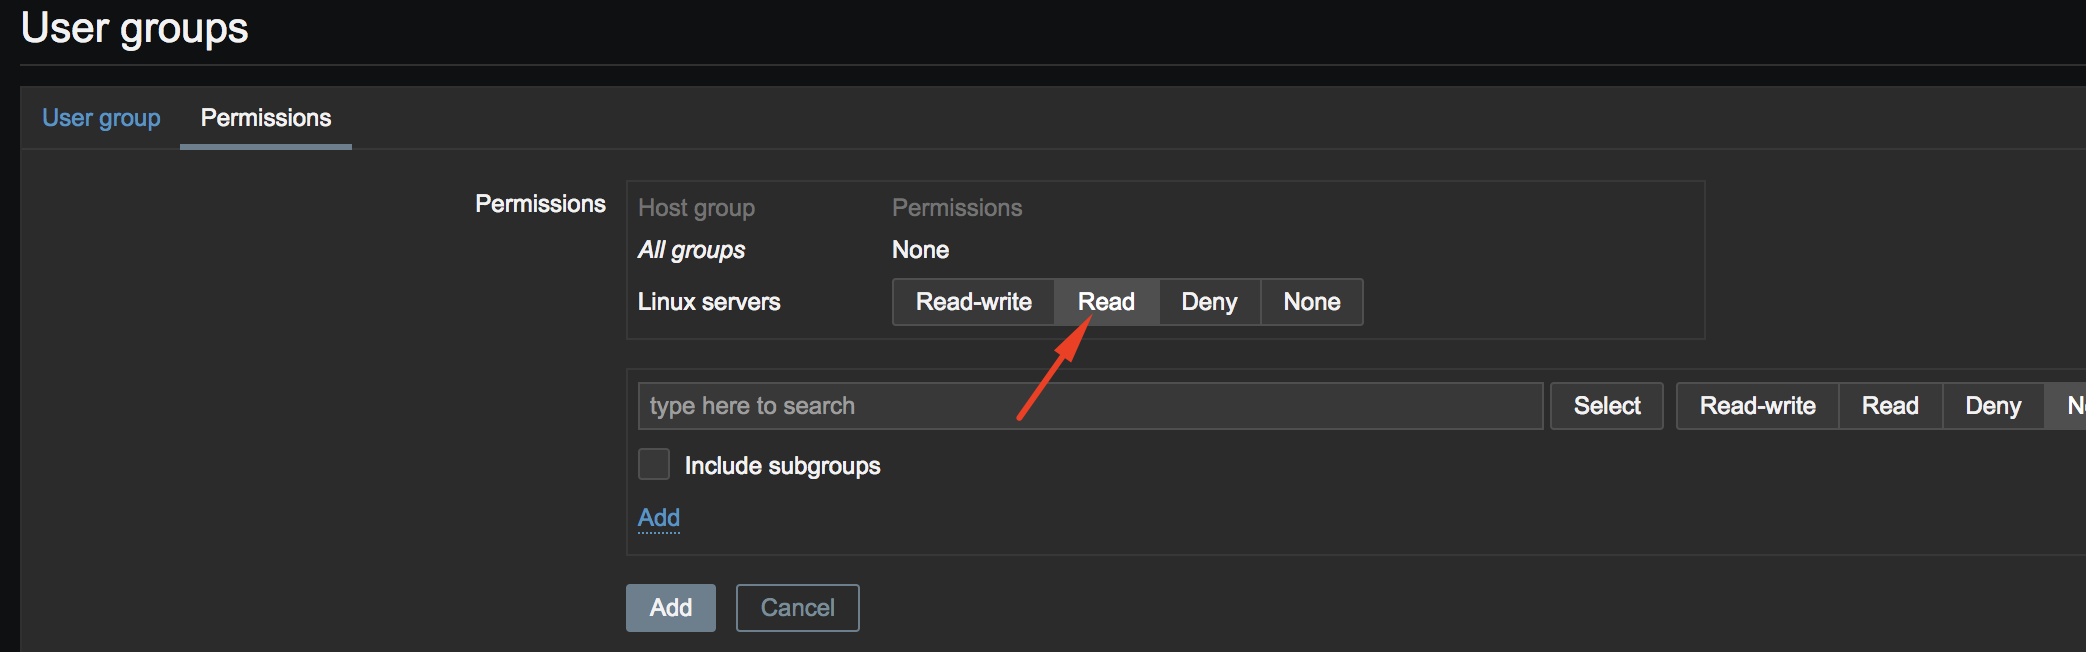 User groups
User group Permissions
Permissions Host group Permissions
All groups None
Linux servers Read-write Read Deny None
type here to search Select Read-write Read Deny
Include subgroups
Add
Add Cancel